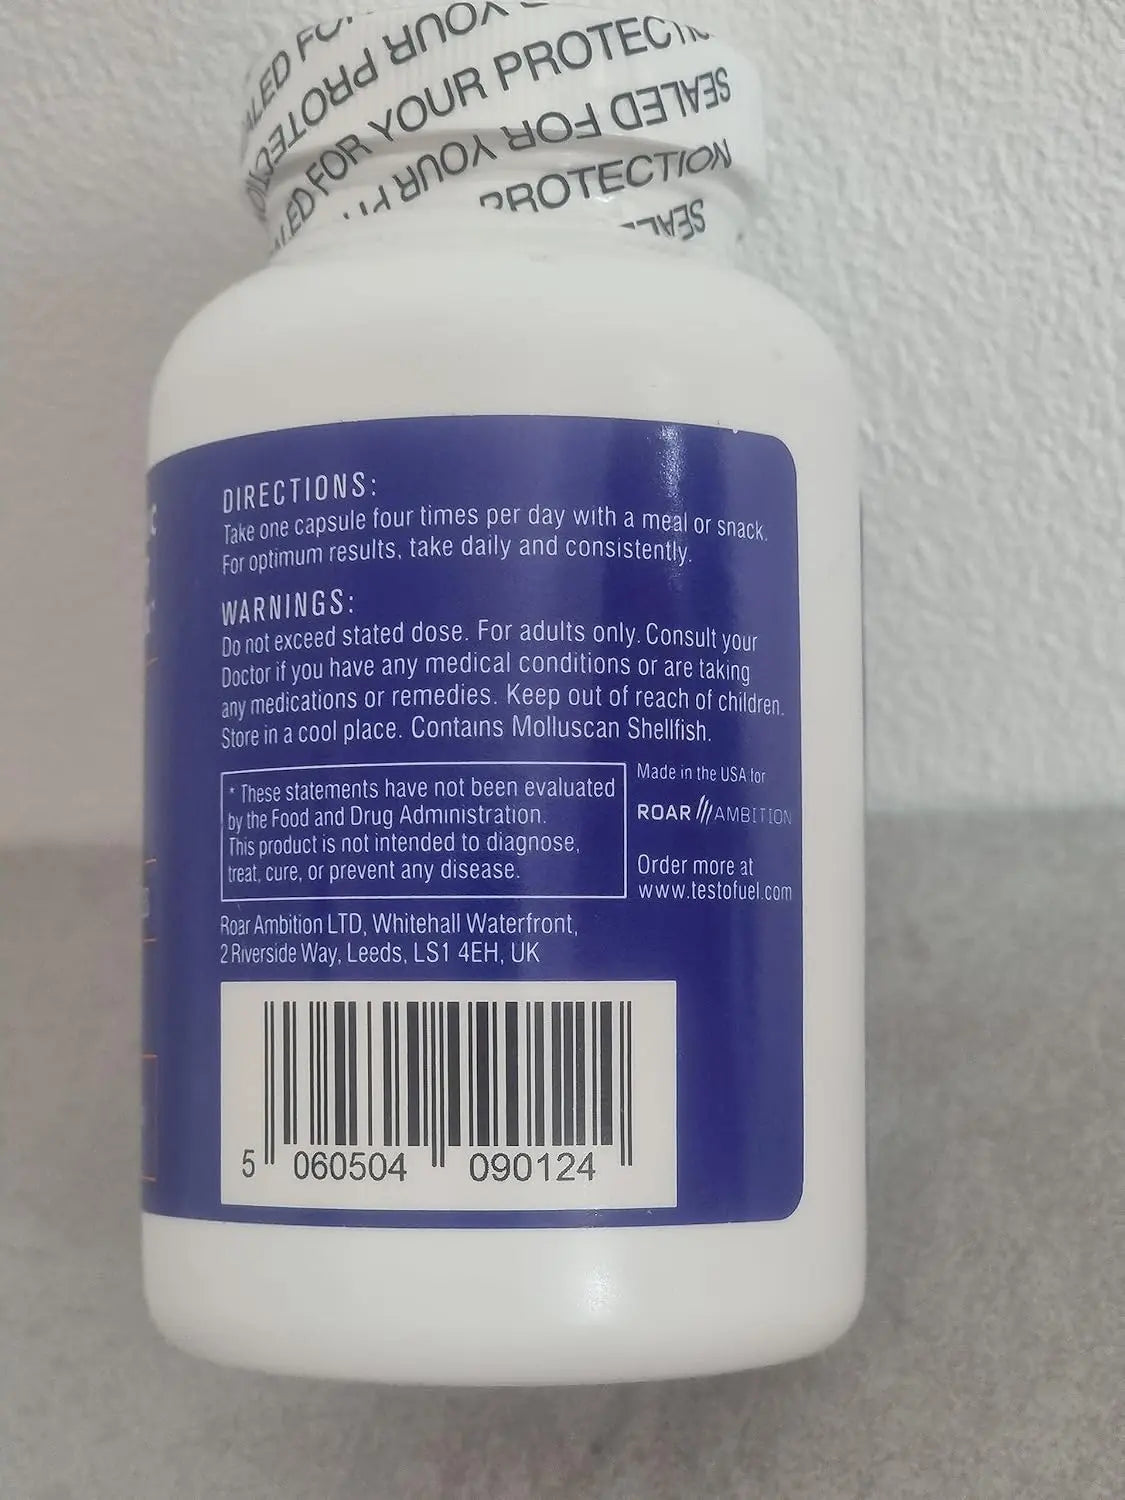 SEALED
YOUR PROTEC
FOR YOUR PROTEC
SEALED FOR YOUR
PROTECTION
DIRECTIONS:
Take one capsule four times per day with a meal or snack.
For optimum results, take daily and consistently.
WARNINGS:
Do not exceed stated dose. For adults only. Consult your
Doctor if you have any medical conditions or are taking
any medications or remedies. Keep out of reach of children.
Store in a cool place. Contains Molluscan Shellfish.
* These statements have not been evaluated
by the Food and Drug Administration.
This product is not intended to diagnose,
treat, cure, or prevent any disease.
Made in the USA for
ROAR AMBITION
Order more at
www.testofuel.com
Roar Ambition LTD, Whitehall Waterfront,
2 Riverside Way, Leeds, LS1 4EH, UK
5 060504 090124